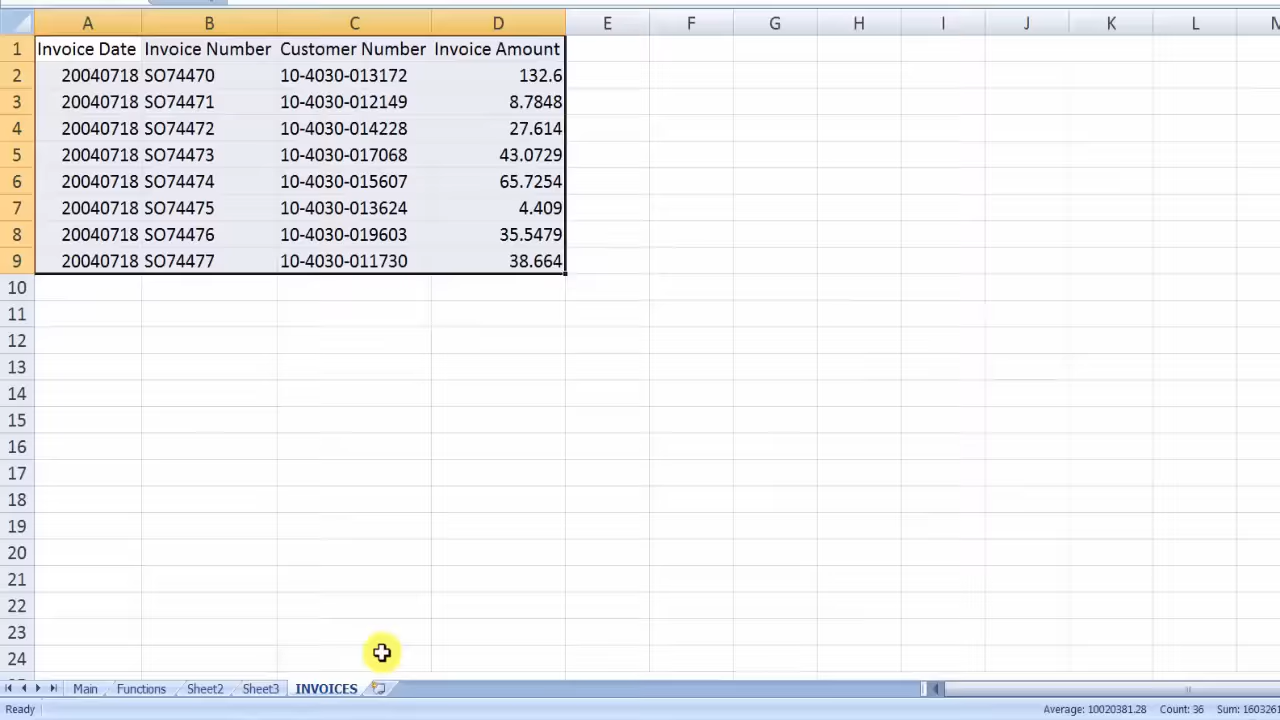 A B C D E F G H I J K L
1 Invoice Date Invoice Number Customer Number Invoice Amount
2 20040718 SO74470 10-4030-013172 132.6
3 20040718 SO74471 10-4030-012149 8.7848
4 20040718 SO74472 10-4030-014228 27.614
5 20040718 SO74473 10-4030-017068 43.0729
6 20040718 SO74474 10-4030-015607 65.7254
7 20040718 SO74475 10-4030-013624 4.409
8 20040718 SO74476 10-4030-019603 35.5479
9 20040718 SO74477 10-4030-011730 38.664
10
11
12
13
14
15
16
17
18
19
20
21
22
23
24
Main Functions Sheet2 Sheet3 INVOICES
Ready Average: 10020381.28 Count: 36 Sum: 1603261